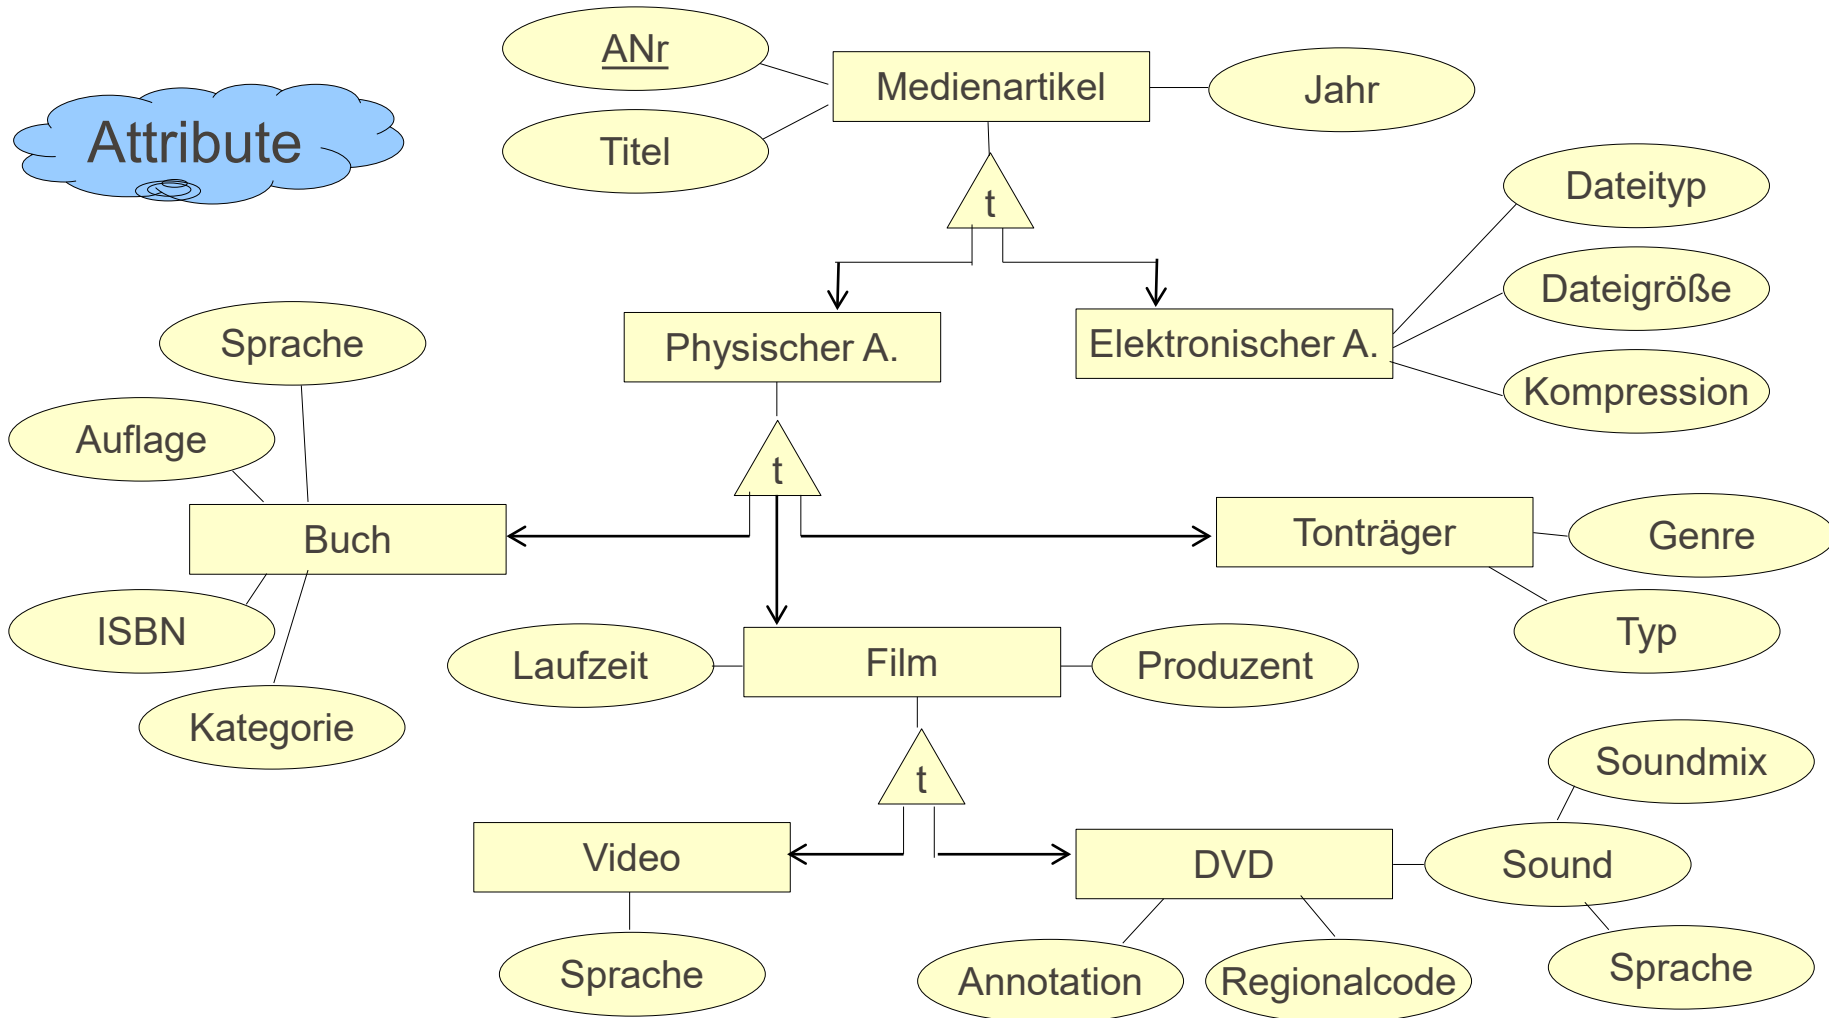 ANr
Medienartikel
Jahr
Attribute
Titel
t
Dateityp
Dateigröße
Sprache
Physischer A.
Elektronischer A.
Kompression
Auflage
t
Buch
Tonträger
Genre
ISBN
Typ
Laufzeit
Film
Produzent
Kategorie
t
Soundmix
Video
DVD
Sound
Sprache
Annotation
Regionalcode
Sprache